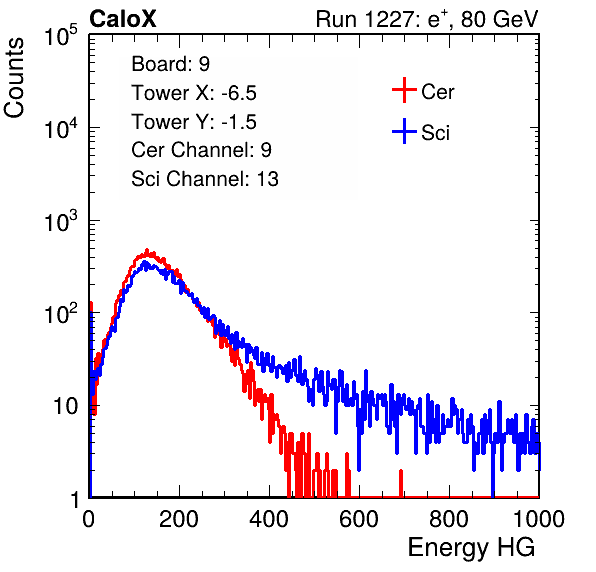 CaloX Run 1227: e⁺, 80 GeV
Counts
10⁵
10⁴
10³
10²
10
1
Board: 9
Tower X: -6.5
Tower Y: -1.5
Cer Channel: 9
Sci Channel: 13
Cer
Sci
0 200 400 600 800 1000
Energy HG